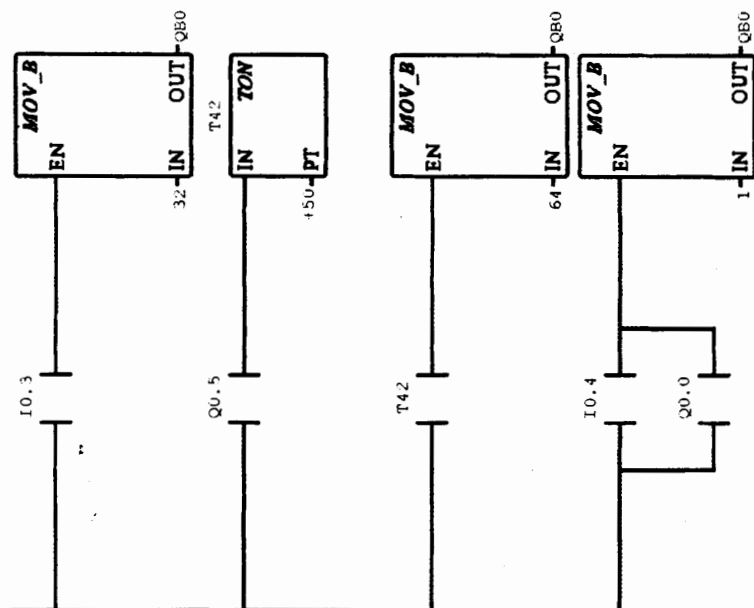 MOV_B
I0.3
EN
32 IN OUT QB0
T42
Q0.5
IN TON
+50 PT
MOV_B
T42
EN
64 IN OUT QB0
MOV_B
I0.4
EN
Q0.0
1 IN OUT QB0